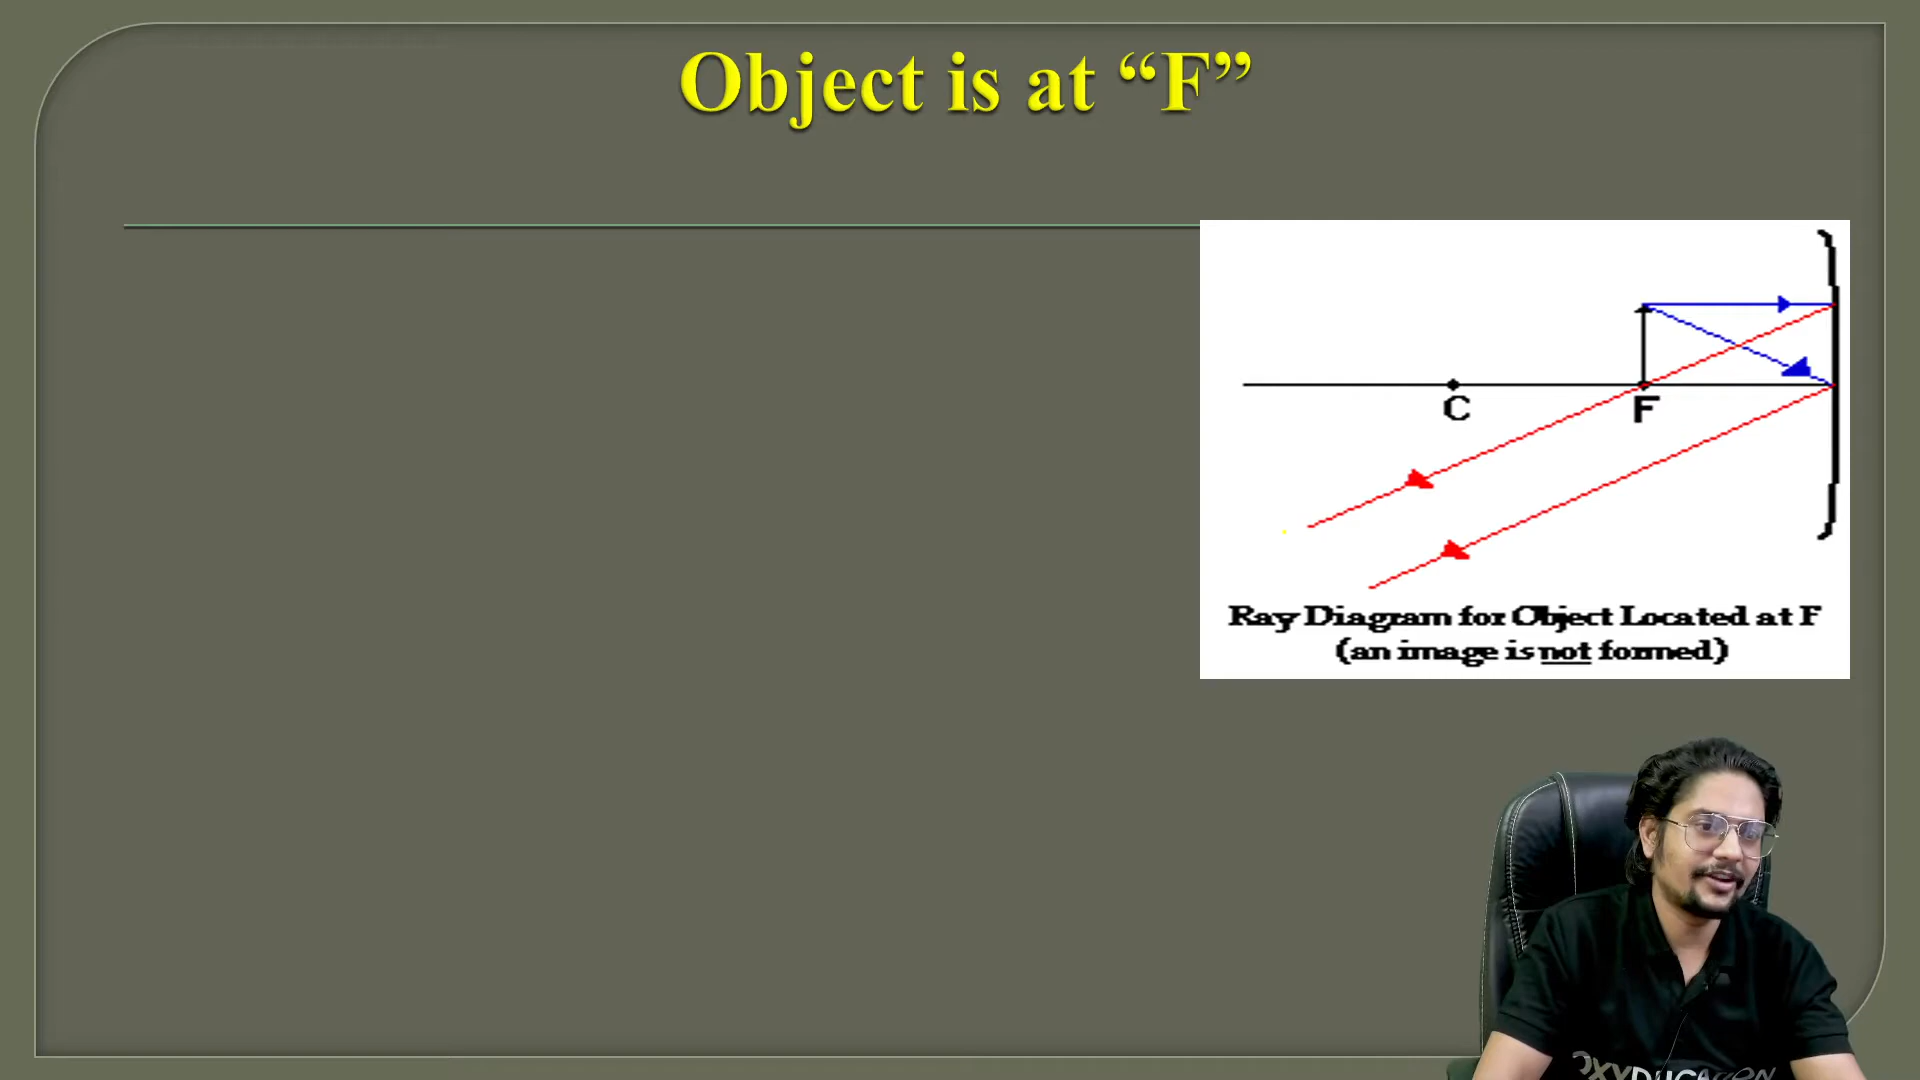 Object is at “F”
C
F
Ray Diagram for Object Located at F
(an image is not formed)